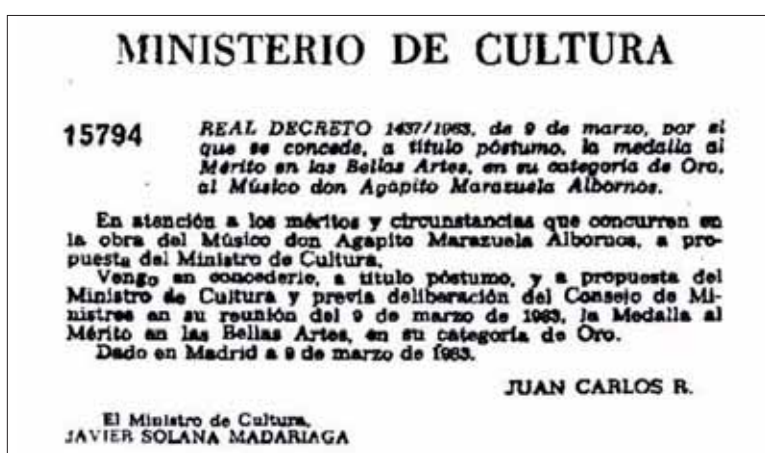 MINISTERIO DE CULTURA
15794
REAL DECRETO 1437/1983, de 9 de marzo, por el
que se concede, a título póstumo, la medalla al
Mérito en las Bellas Artes, en su categoría de Oro,
al Músico don Agapito Marazuela Albornos.
En atención a los méritos y circunstancias que concurren en
la obra del Músico don Agapito Marazuela Albornos, a pro-
puesta del Ministro de Cultura,
Vengo en concederle, a título póstumo, y a propuesta del
Ministro de Cultura y previa deliberación del Consejo de Mi-
nistros en su reunión del 9 de marzo de 1983, la Medalla al
Mérito en las Bellas Artes, en su categoría de Oro.
Dado en Madrid a 9 de marzo de 1983.
JUAN CARLOS R.
El Ministro de Cultura,
JAVIER SOLANA MADARIAGA